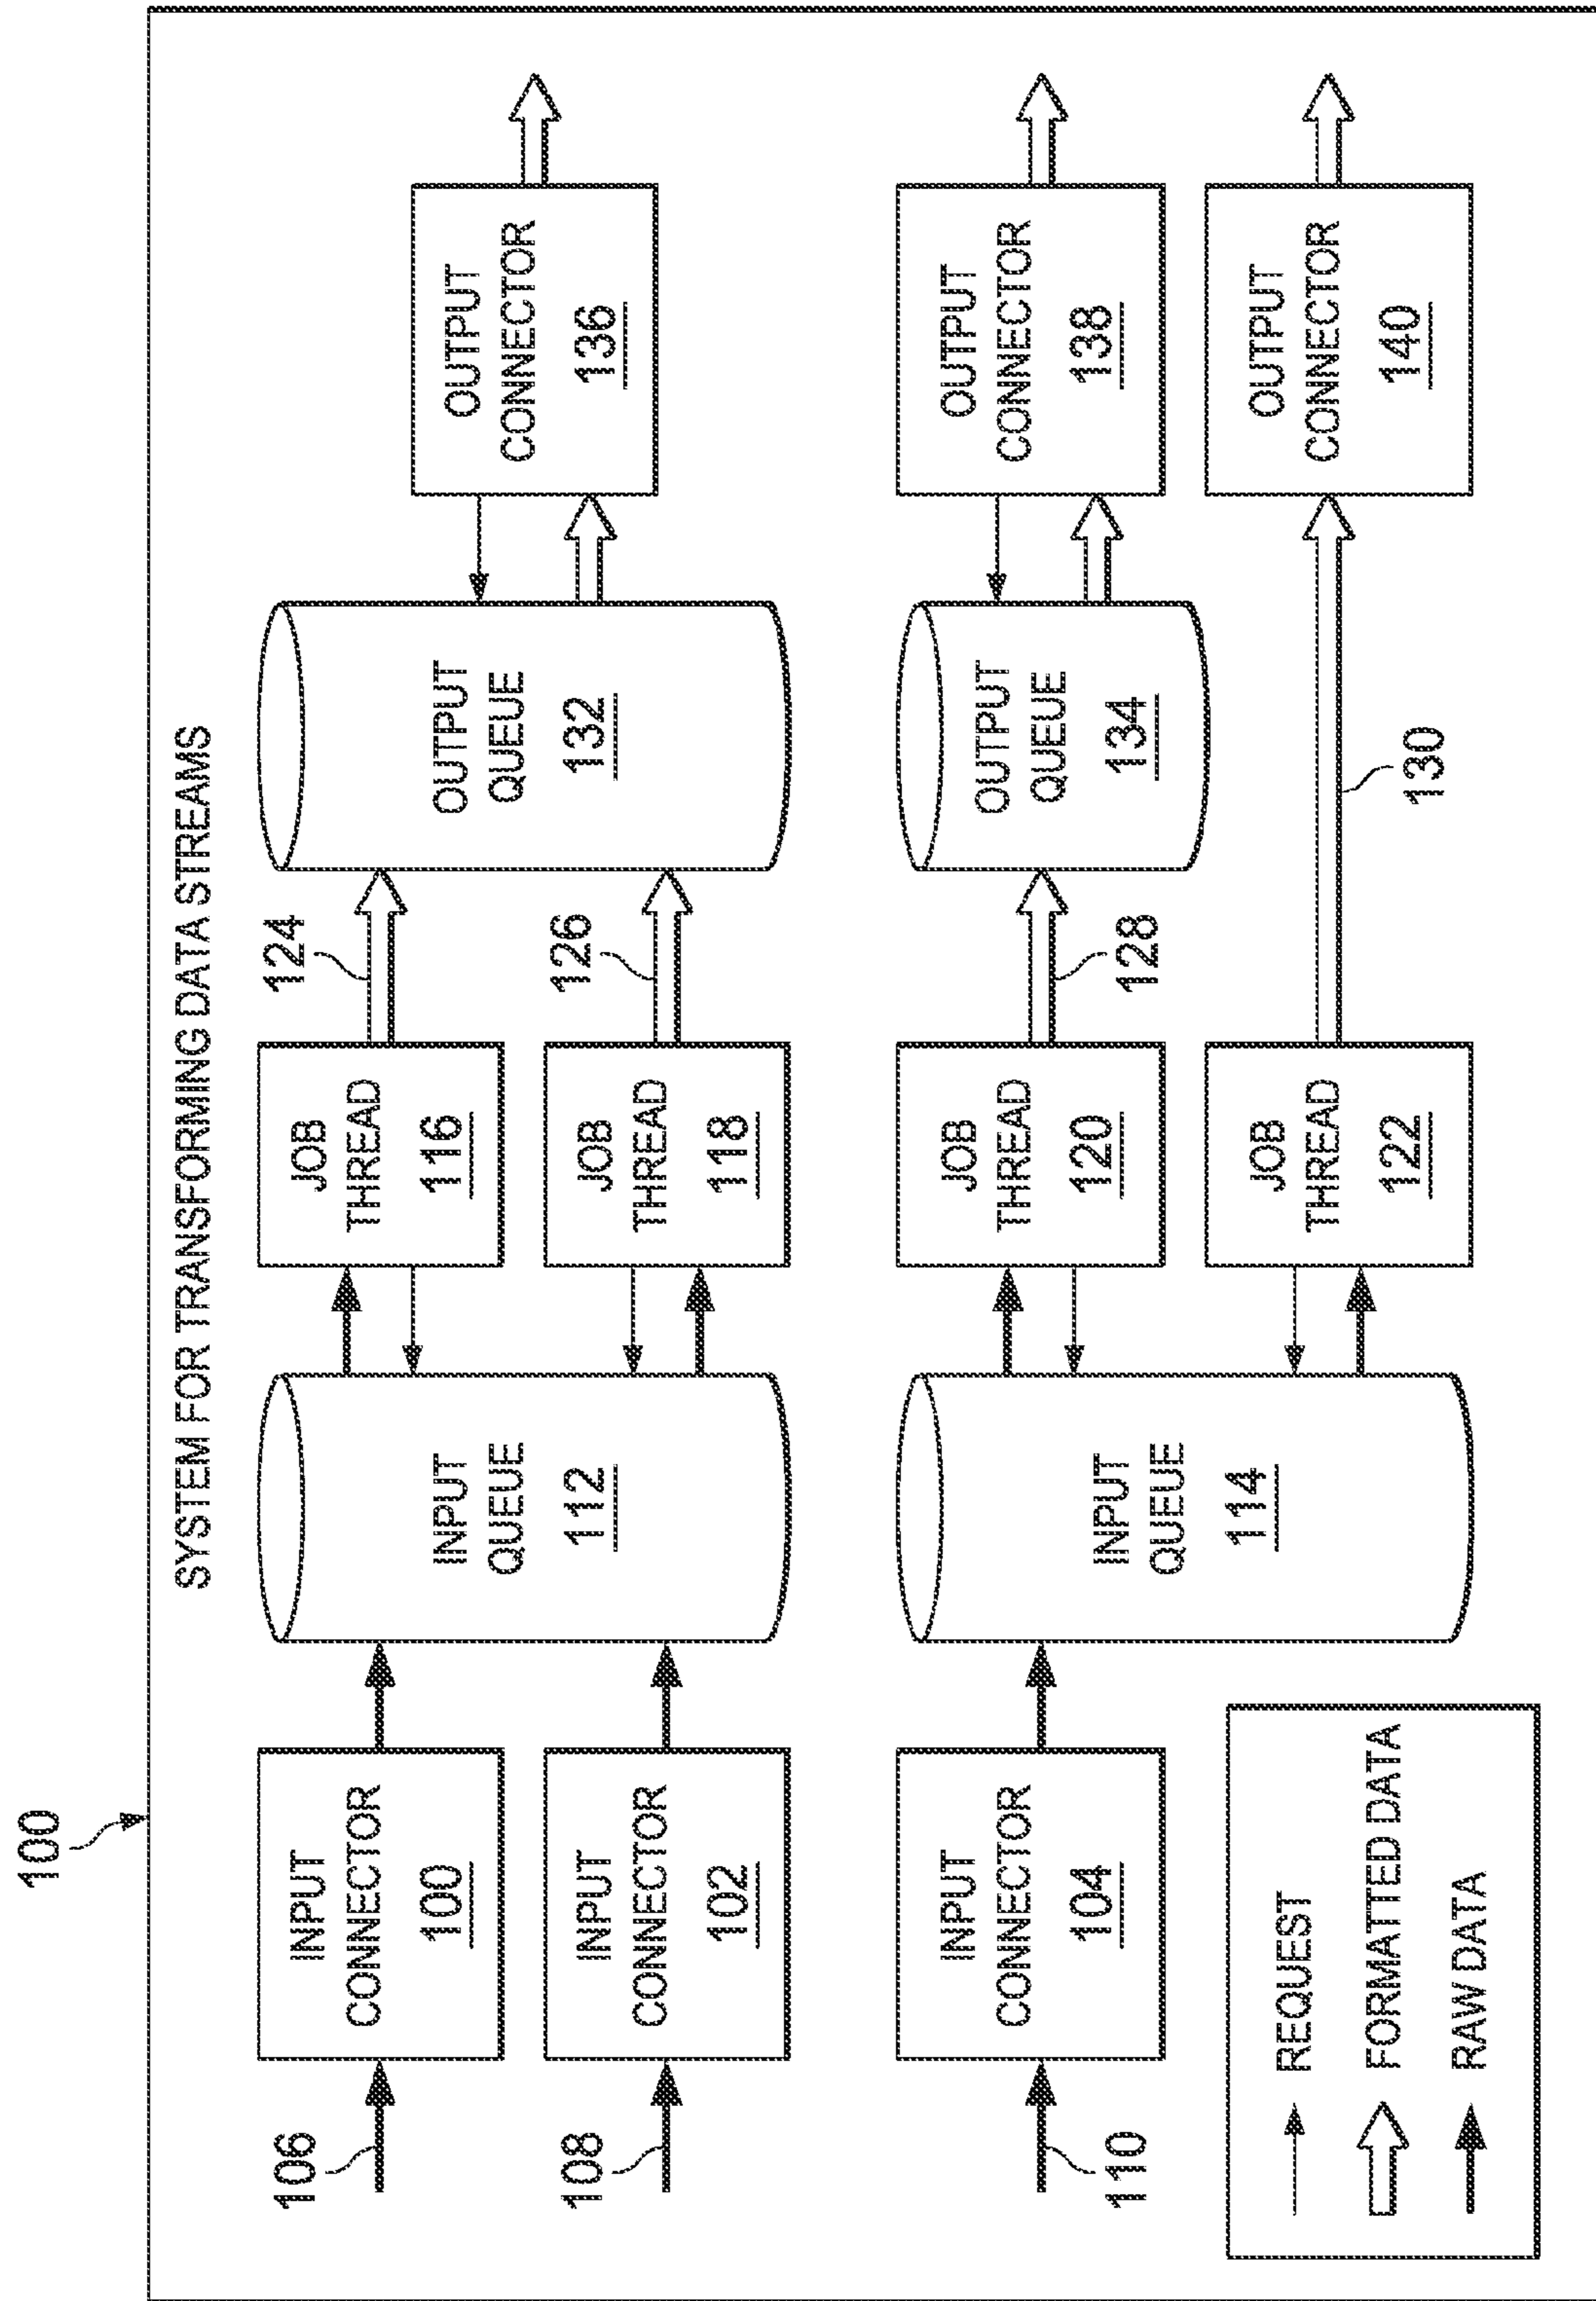 100
SYSTEM FOR TRANSFORMING DATA STREAMS
106
INPUT
CONNECTOR
100
INPUT
QUEUE
112
JOB
THREAD
116
124
OUTPUT
QUEUE
132
OUTPUT
CONNECTOR
136
108
INPUT
CONNECTOR
102
JOB
THREAD
118
126
110
INPUT
CONNECTOR
104
INPUT
QUEUE
114
JOB
THREAD
120
128
OUTPUT
QUEUE
134
OUTPUT
CONNECTOR
138
JOB
THREAD
122
130
OUTPUT
CONNECTOR
140
REQUEST
FORMATTED DATA
RAW DATA